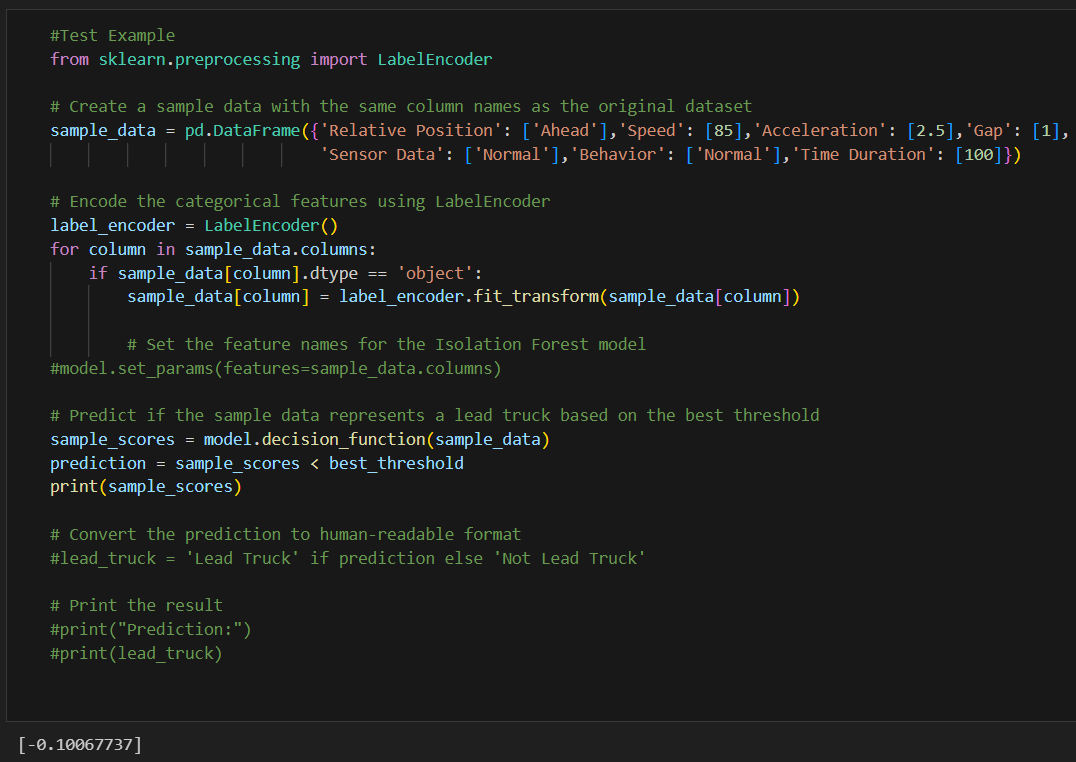 #Test Example
from sklearn.preprocessing import LabelEncoder
# Create a sample data with the same column names as the original dataset
sample_data = pd.DataFrame({'Relative Position': ['Ahead'],'Speed': [85],'Acceleration': [2.5],'Gap': [1],
'Sensor Data': ['Normal'],'Behavior': ['Normal'],'Time Duration': [100]})
# Encode the categorical features using LabelEncoder
label_encoder = LabelEncoder()
for column in sample_data.columns:
if sample_data[column].dtype == 'object':
sample_data[column] = label_encoder.fit_transform(sample_data[column])
# Set the feature names for the Isolation Forest model
#model.set_params(features=sample_data.columns)
# Predict if the sample data represents a lead truck based on the best threshold
sample_scores = model.decision_function(sample_data)
prediction = sample_scores < best_threshold
print(sample_scores)
# Convert the prediction to human-readable format
#lead_truck = 'Lead Truck' if prediction else 'Not Lead Truck'
# Print the result
#print("Prediction:")
#print(lead_truck)
[-0.10067737]